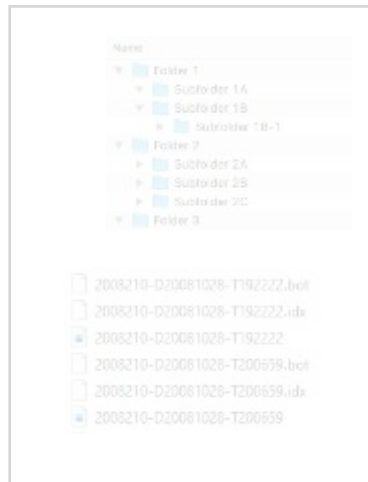 Name
Folder 1
Subfolder 1A
Subfolder 1B
Subfolder 1B-1
Folder 2
Subfolder 2A
Subfolder 2B
Subfolder 2C
Folder 3
2008210-D20081028-T192222.bot
2008210-D20081028-T192222.idx
2008210-D20081028-T192222
2008210-D20081028-T200659.bot
2008210-D20081028-T200659.idx
2008210-D20081028-T200659